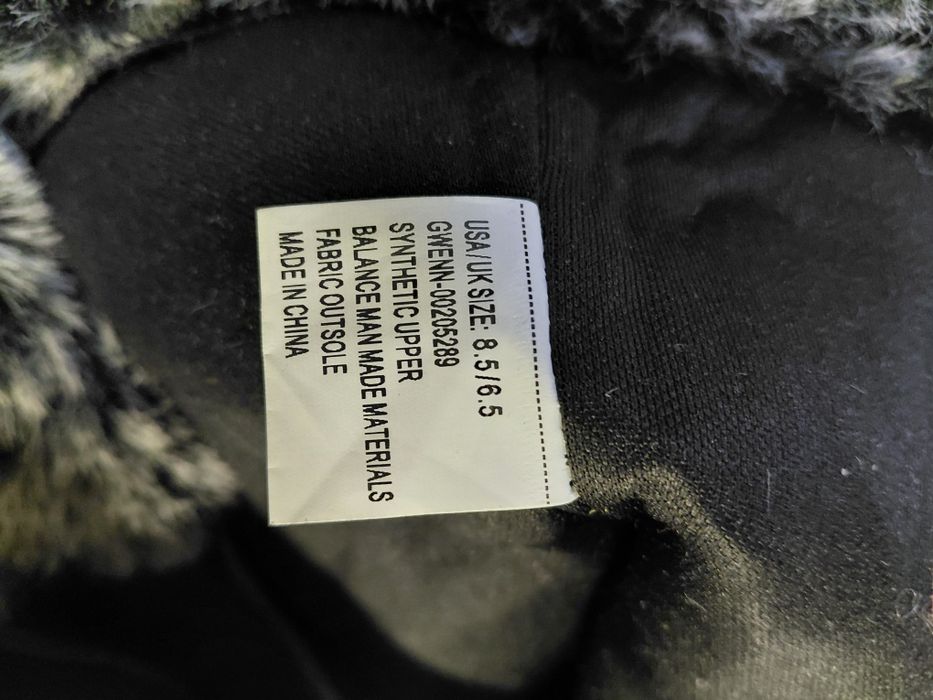 USA/UK SIZE: 8.5/6.5
GWENN-00205289
SYNTHETIC UPPER
BALANCE MAN MADE MATERIALS
FABRIC OUTSOLE
MADE IN CHINA